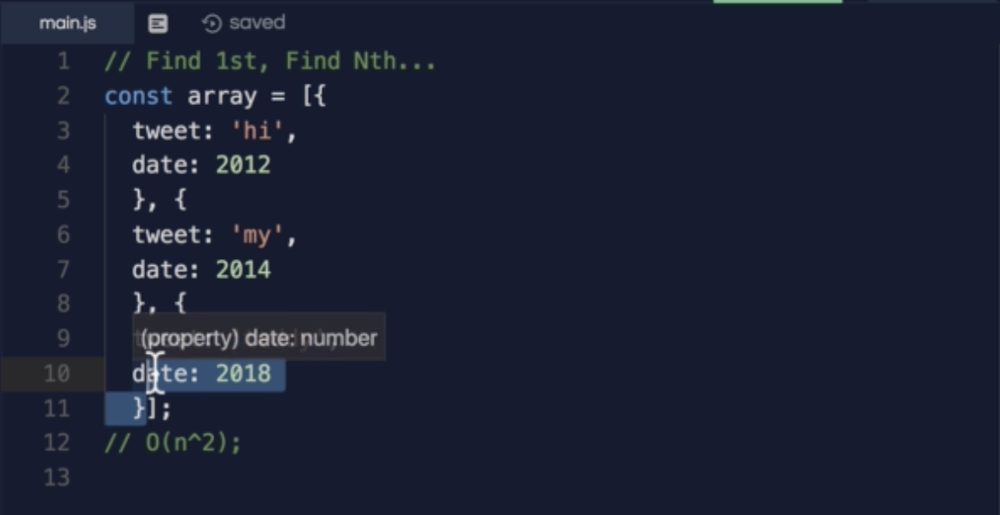 main.js saved
1 // Find 1st, Find Nth...
2 const array = [{
3 tweet: 'hi',
4 date: 2012
5 }, {
6 tweet: 'my',
7 date: 2014
8 }, {
(property) date: number
9
10 date: 2018
11 }];
12 // O(n^2);
13